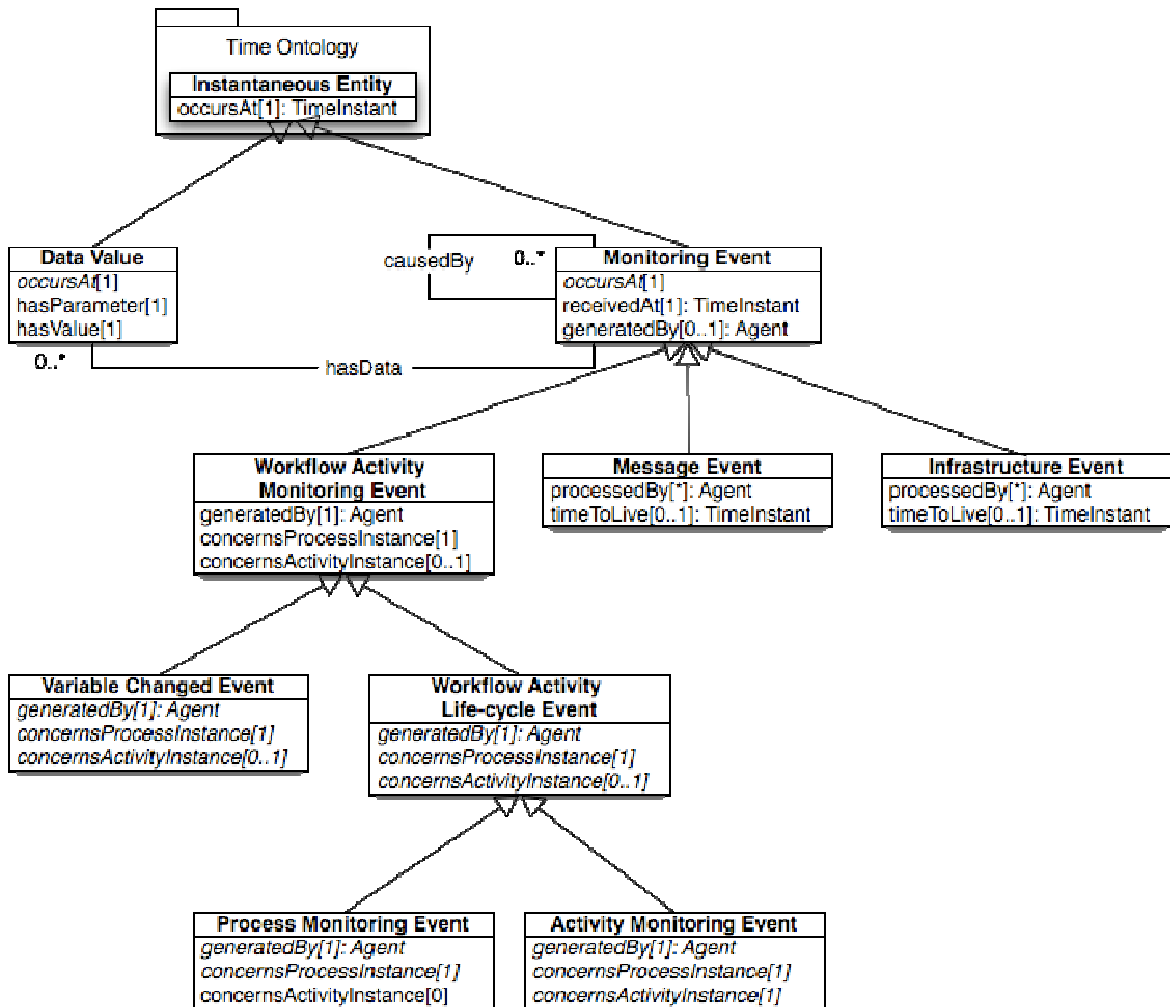 Time Ontology
Instantaneous Entity
occursAt[1]: TimeInstant
Data Value
occursAt[1]
hasParameter[1]
hasValue[1]
0..*
causedBy
0..*
Monitoring Event
occursAt[1]
receivedAt[1]: TimeInstant
generatedBy[0..1]: Agent
hasData
Workflow Activity
Monitoring Event
generatedBy[1]: Agent
concernsProcessInstance[1]
concernsActivityInstance[0..1]
Message Event
processedBy[*]: Agent
timeToLive[0..1]: TimeInstant
Infrastructure Event
processedBy[*]: Agent
timeToLive[0..1]: TimeInstant
Variable Changed Event
generatedBy[1]: Agent
concernsProcessInstance[1]
concernsActivityInstance[0..1]
Workflow Activity
Life-cycle Event
generatedBy[1]: Agent
concernsProcessInstance[1]
concernsActivityInstance[0..1]
Process Monitoring Event
generatedBy[1]: Agent
concernsProcessInstance[1]
concernsActivityInstance[0]
Activity Monitoring Event
generatedBy[1]: Agent
concernsProcessInstance[1]
concernsActivityInstance[1]